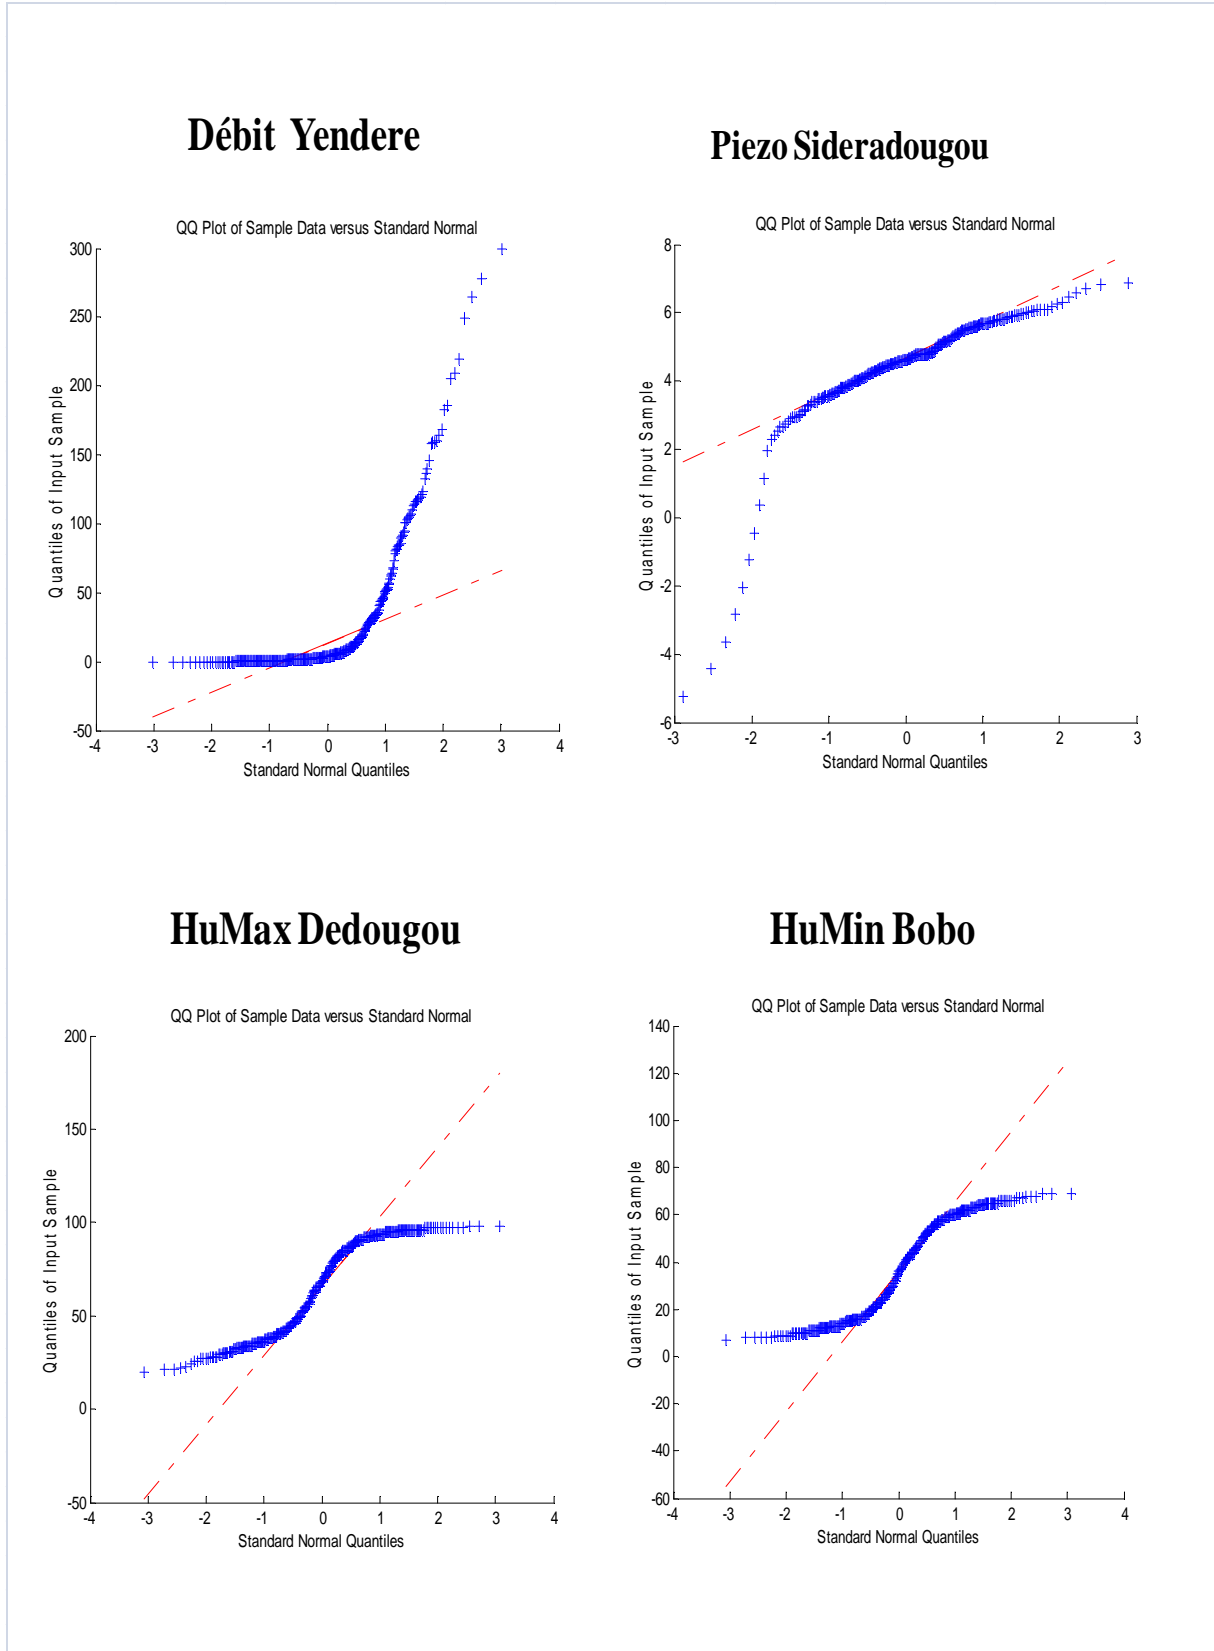 Débit Yendere
QQ Plot of Sample Data versus Standard Normal
300
250
200
150
100
50
0
-50
Quantiles of Input Sample
-4 -3 -2 -1 0 1 2 3 4
Standard Normal Quantiles
Piezo Sideradougou
QQ Plot of Sample Data versus Standard Normal
8
6
4
2
0
-2
-4
-6
Quantiles of Input Sample
-3 -2 -1 0 1 2 3
Standard Normal Quantiles
HuMax Dedougou
QQ Plot of Sample Data versus Standard Normal
200
150
100
50
0
-50
Quantiles of Input Sample
-4 -3 -2 -1 0 1 2 3 4
Standard Normal Quantiles
HuMin Bobo
QQ Plot of Sample Data versus Standard Normal
140
120
100
80
60
40
20
0
-20
-40
-60
Quantiles of Input Sample
-4 -3 -2 -1 0 1 2 3 4
Standard Normal Quantiles